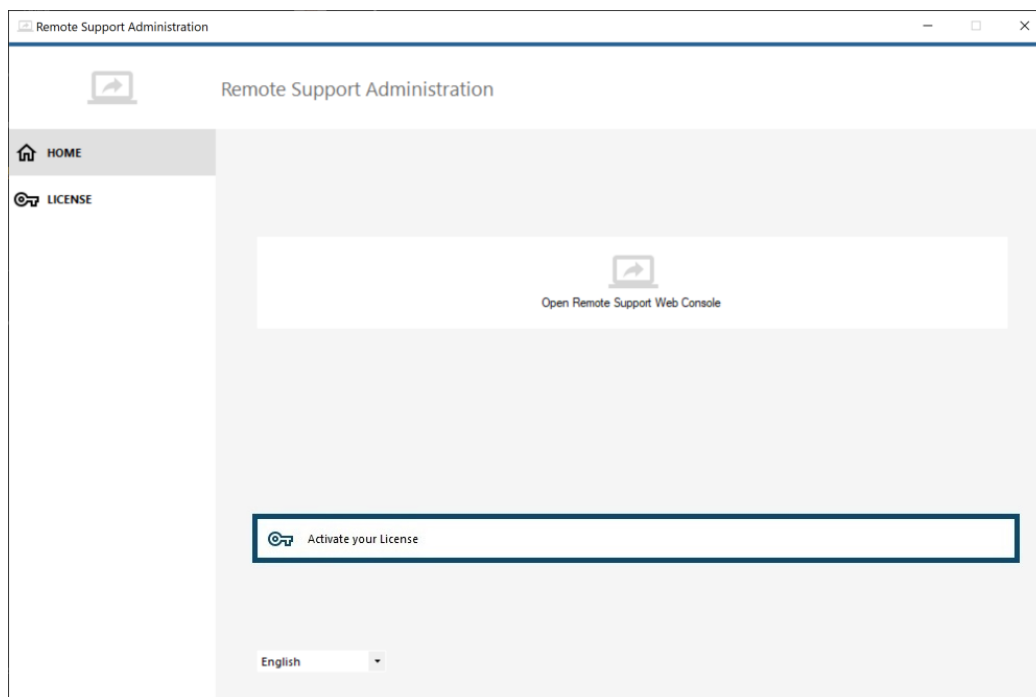 Remote Support Administration
Remote Support Administration
HOME
LICENSE
Open Remote Support Web Console
Activate your License
English